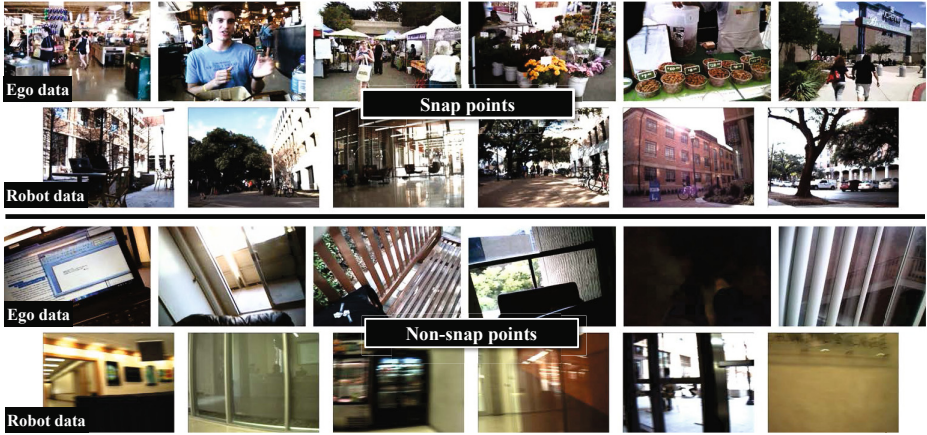 Ego data
Snap points
Robot data
Ego data
Non-snap points
Robot data